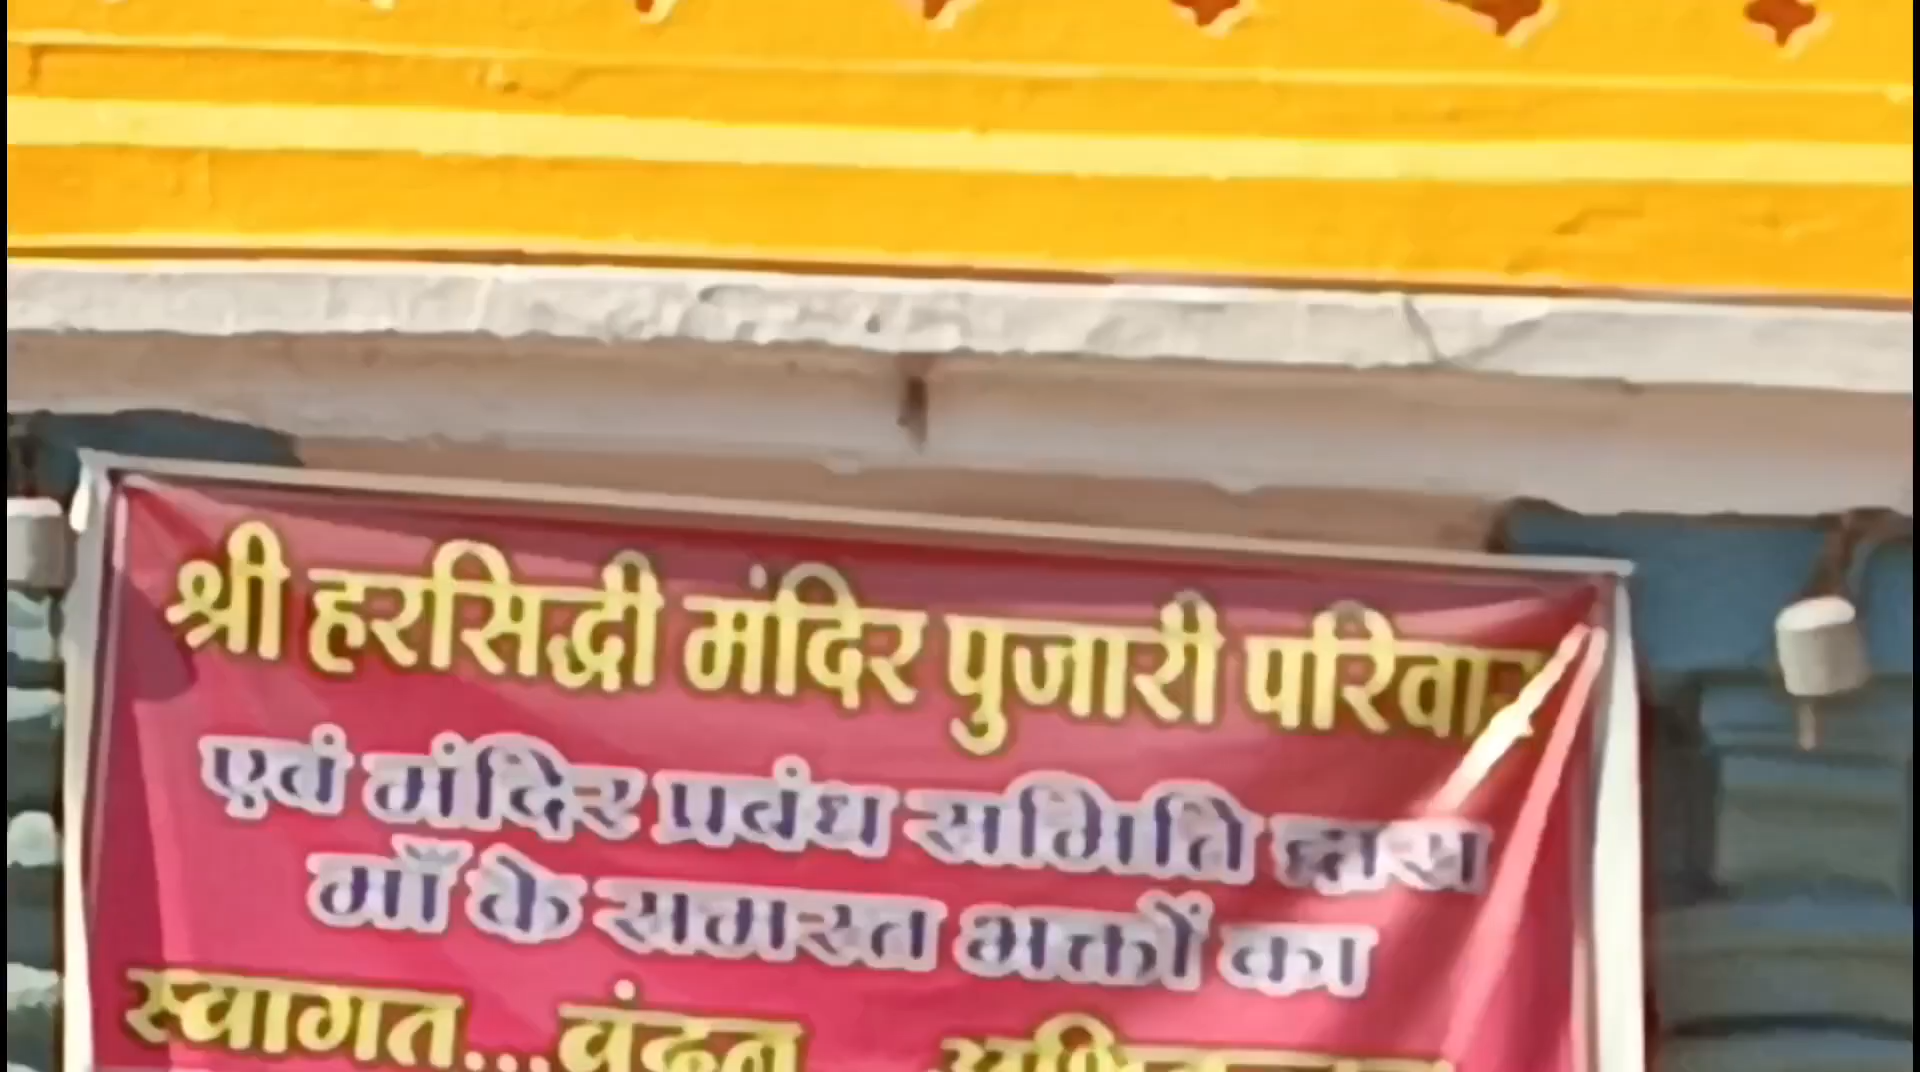 श्री हरसिद्धी मंदिर पुजारी परिवार
एवं मंदिर प्रबंध समिति द्वारा
माँ के समस्त भक्तों का
स्वागत...वंदन